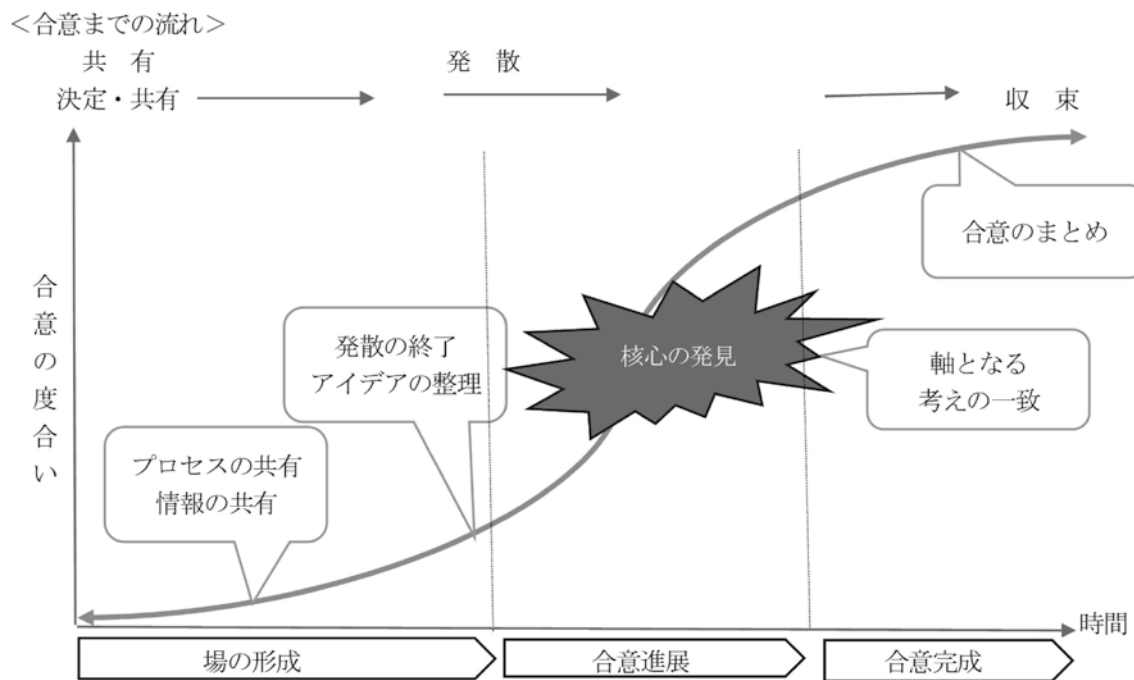 ＜合意までの流れ＞
共　有
決定・共有
発　散
収　束
合意のまとめ
合意の度合い
発散の終了
アイデアの整理
核心の発見
軸となる
考えの一致
プロセスの共有
情報の共有
時間
場の形成
合意進展
合意完成